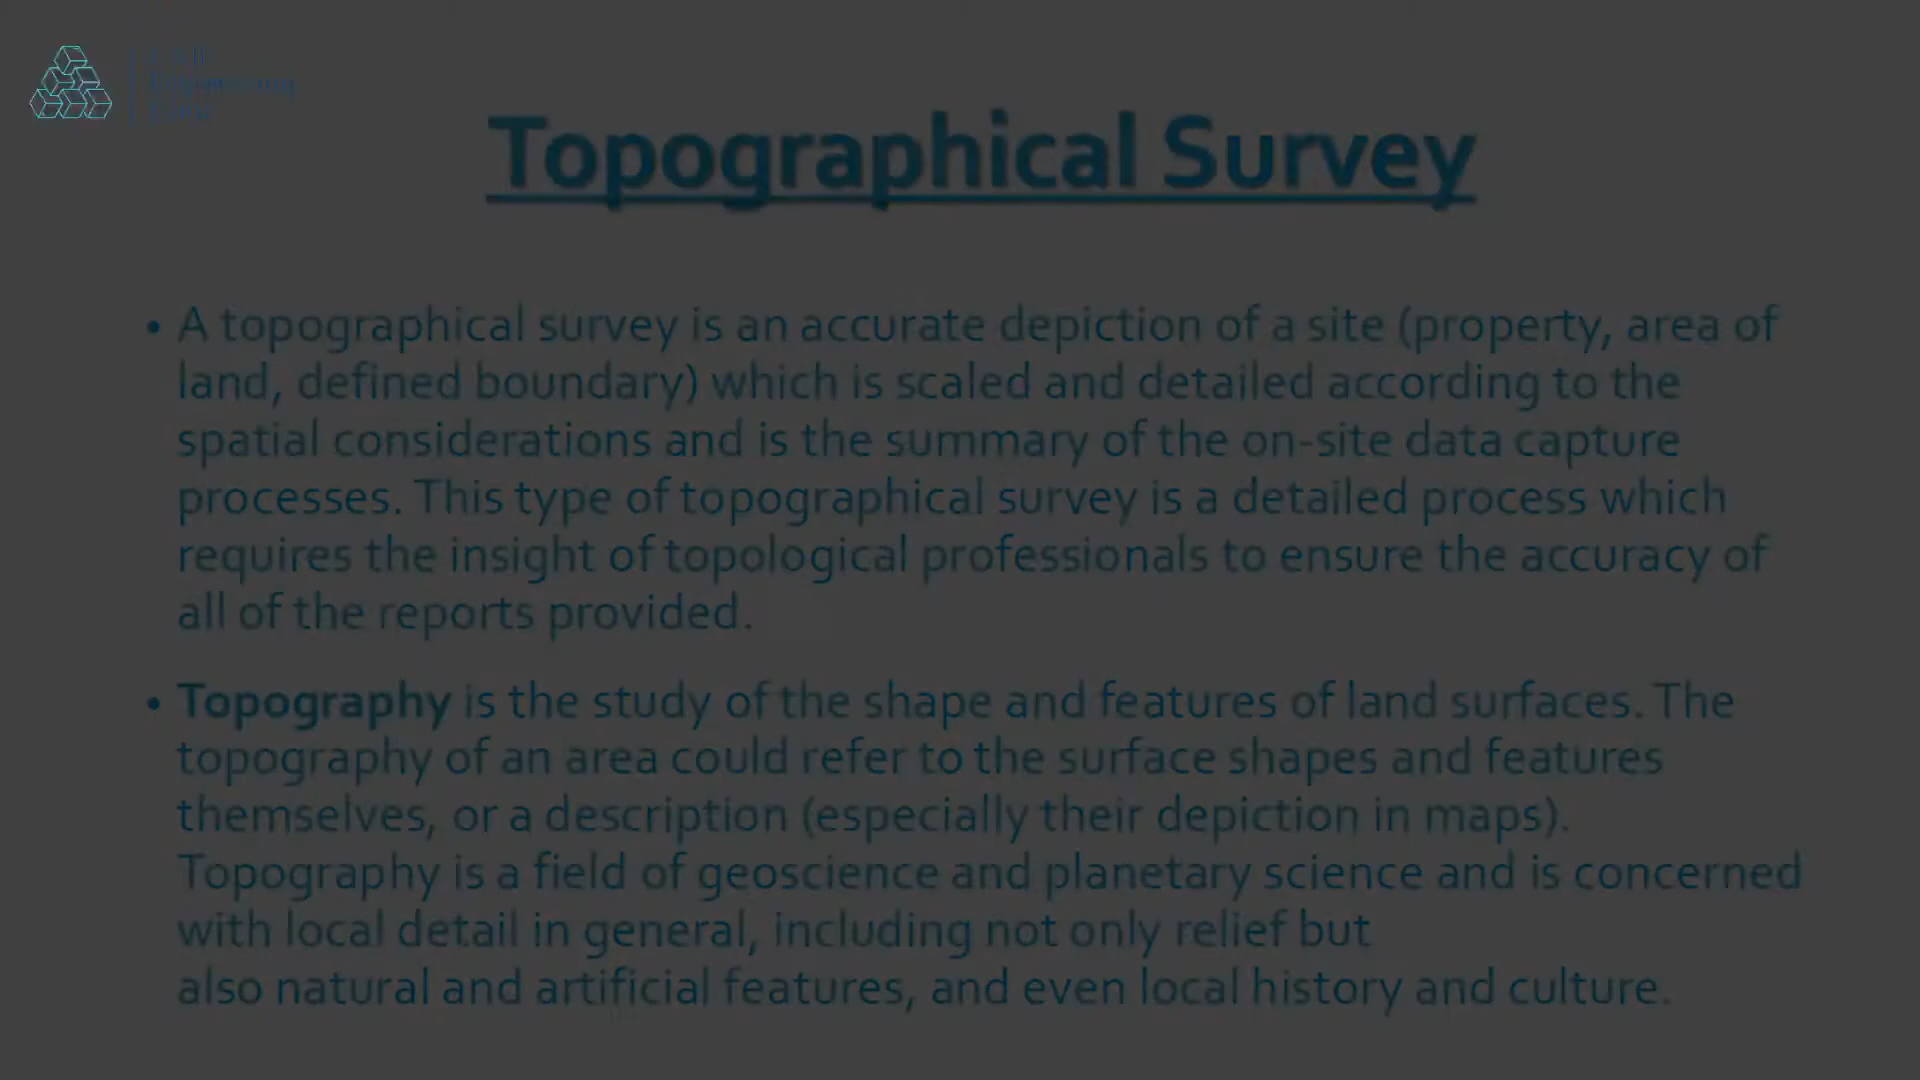 Topographical Survey
• A topographical survey is an accurate depiction of a site (property, area of
land, defined boundary) which is scaled and detailed according to the
spatial considerations and is the summary of the on-site data capture
processes. This type of topographical survey is a detailed process which
requires the insight of topological professionals to ensure the accuracy of
all of the reports provided.
• Topography is the study of the shape and features of land surfaces. The
topography of an area could refer to the surface shapes and features
themselves, or a description (especially their depiction in maps).
Topography is a field of geoscience and planetary science and is concerned
with local detail in general, including not only relief but
also natural and artificial features, and even local history and culture.